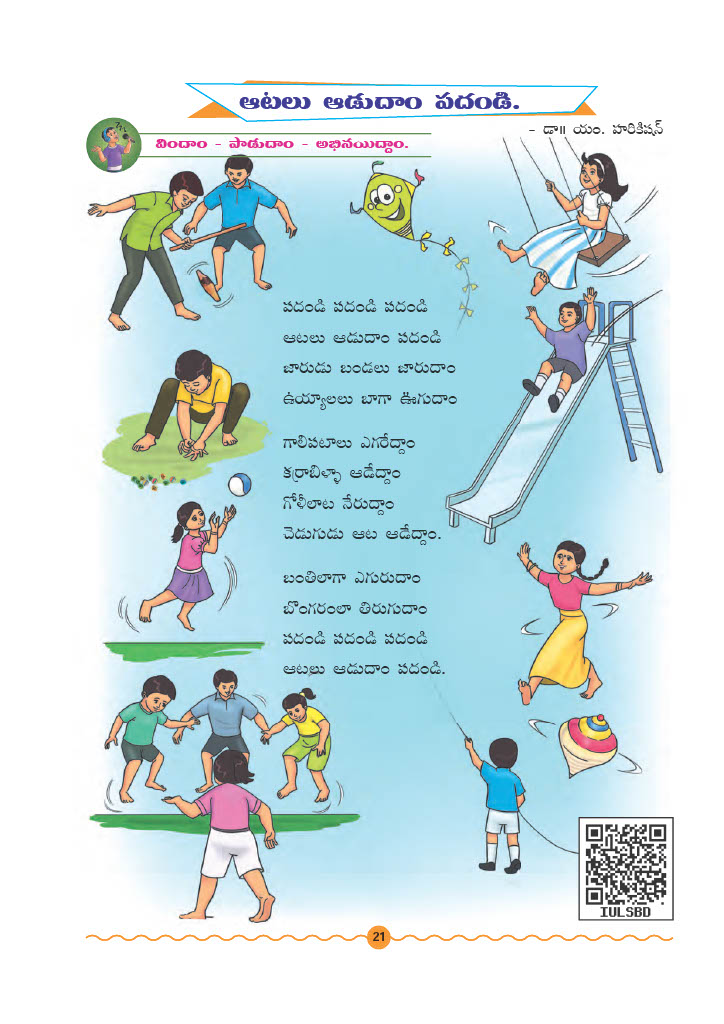 ఆటలు ఆడుదాం పదండి.
- డా॥ యం. హరికిషన్
విందాం - పాడుదాం - అభినయిద్దాం.
పదండి పదండి పదండి
ఆటలు ఆడుదాం పదండి
జారుడు బండలు జారుదాం
ఉయ్యాలలు బాగా ఊగుదాం
గాలిపటాలు ఎగరేద్దాం
కర్రాబిళ్ళా ఆడేద్దాం
గోళీలాట నేరుద్దాం
చెడుగుడు ఆట ఆడేద్దాం.
బంతిలాగా ఎగురుదాం
బొంగరంలా తిరుగుదాం
పదండి పదండి పదండి
ఆటలు ఆడుదాం పదండి.
IULSBD
21